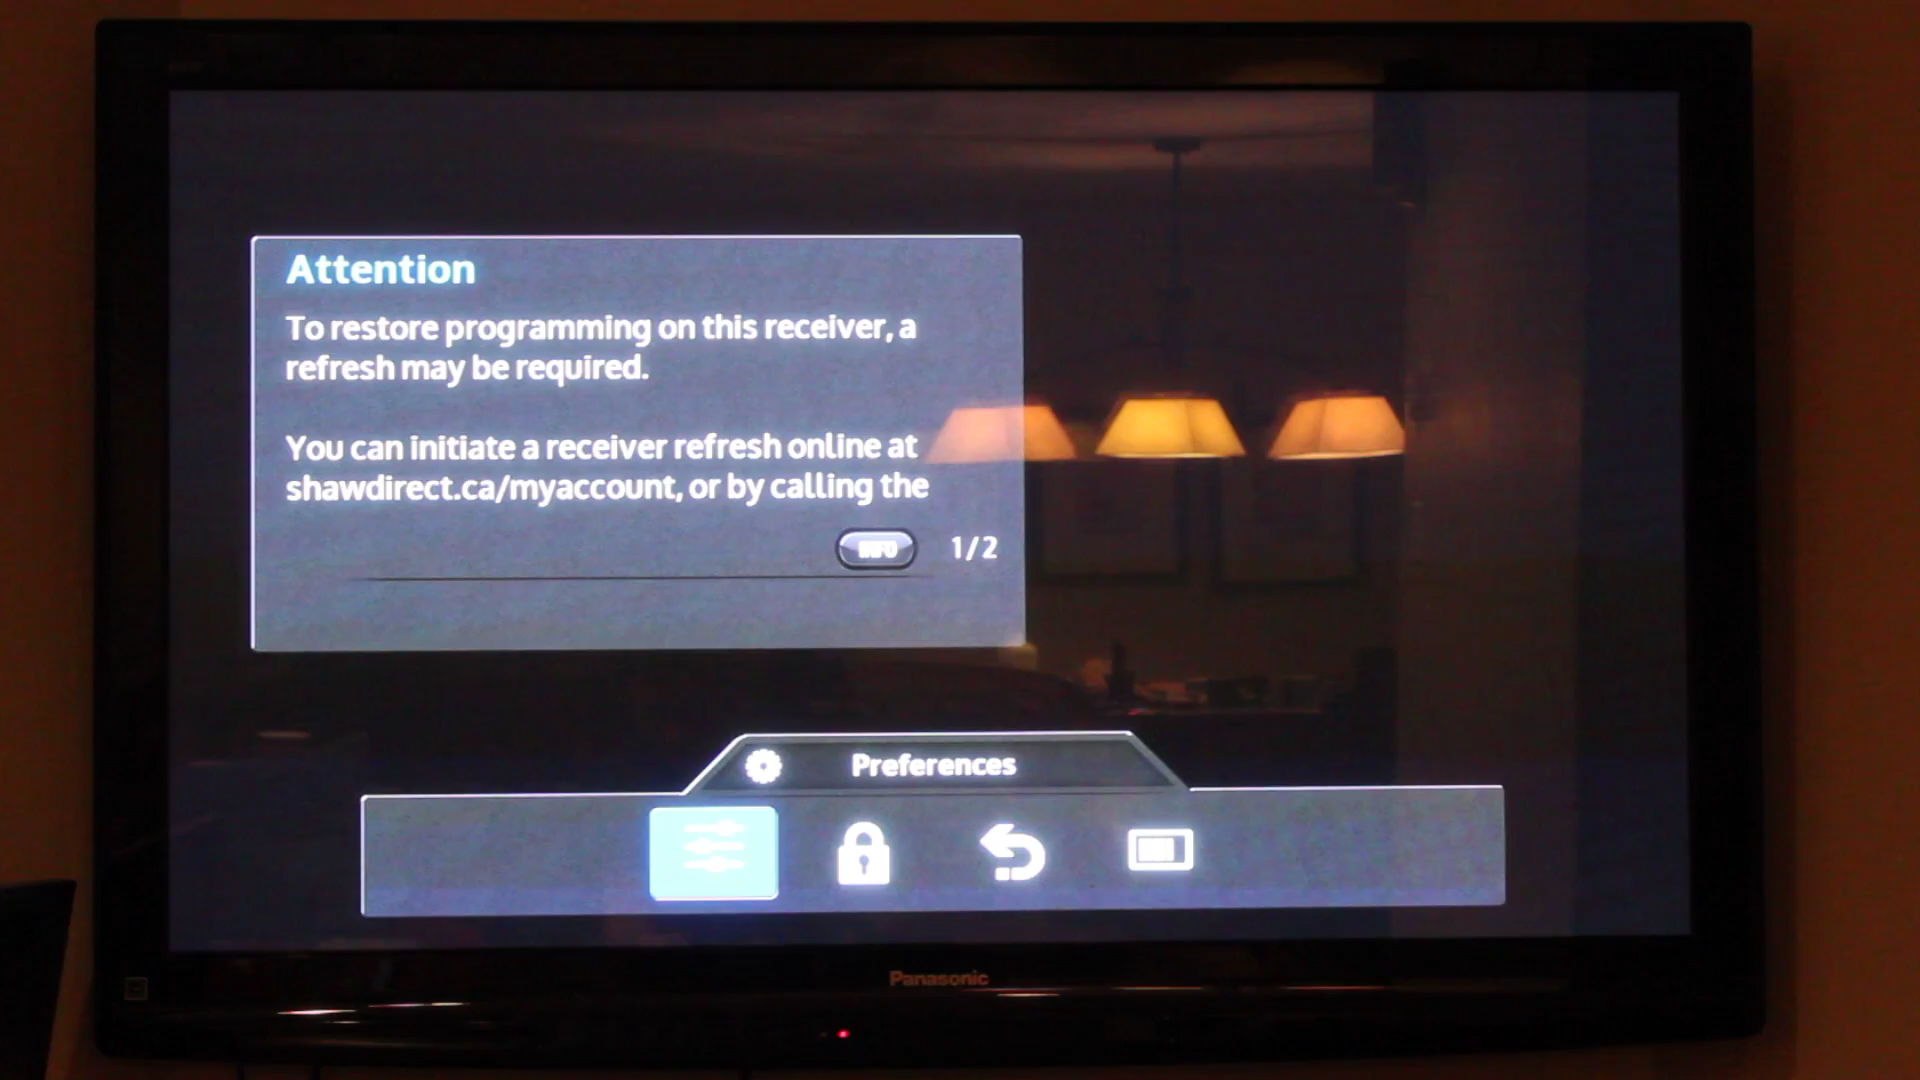 Attention
To restore programming on this receiver, a
refresh may be required.
You can initiate a receiver refresh online at
shawdirect.ca/myaccount, or by calling the
INFO 1/2
Preferences
Panasonic